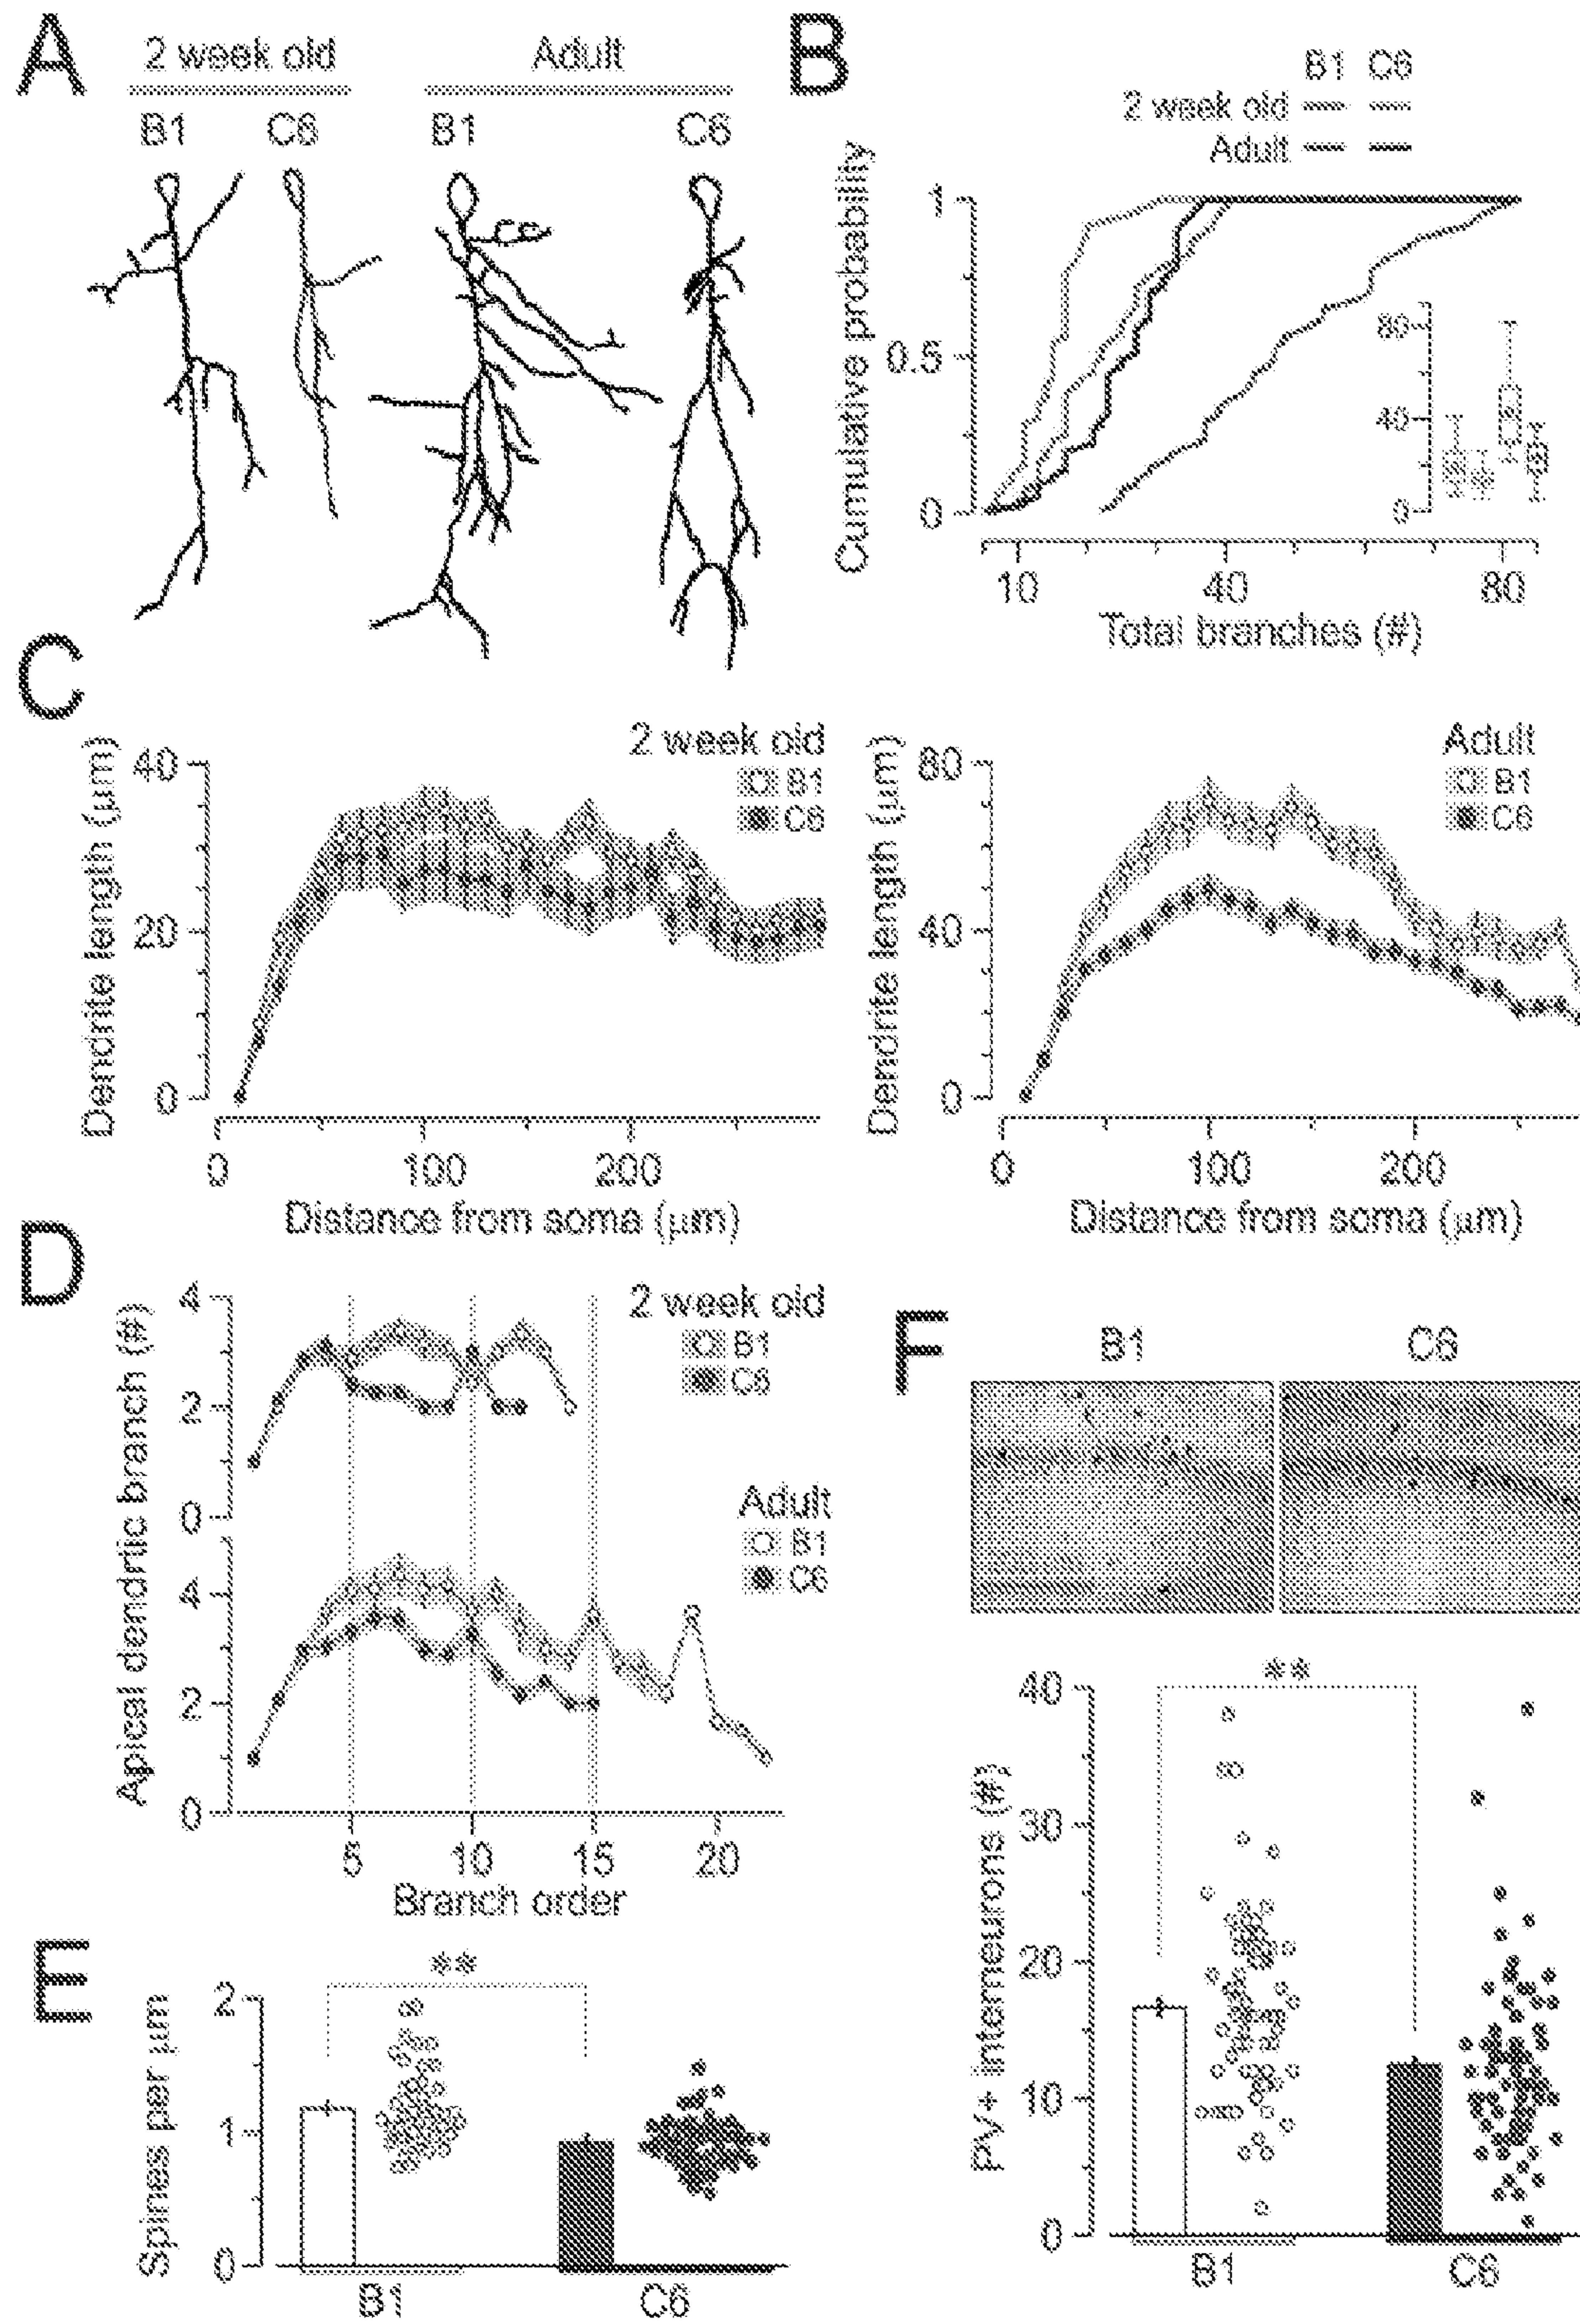 A
2 week old Adult
B1 C6 B1 C6
B
B1 C6
2 week old
Adult
Cumulative probability
1
0.5
0
80
40
0
10 40 80
Total branches (#)
C
Dendrite length (μm)
40
20
0
2 week old
B1
C6
0 100 200
Distance from soma (μm)
Dendrite length (μm)
80
40
0
Adult
B1
C6
0 100 200
Distance from soma (μm)
D
Apical dendritic branch (#)
4
2
0
2 week old
B1
C6
4
2
0
Adult
B1
C6
5 10 15 20
Branch order
E
Spines per μm
2
1
0
**
B1 C6
F
B1 C6
PV+ interneurons (#)
40
30
20
10
0
**
B1 C6